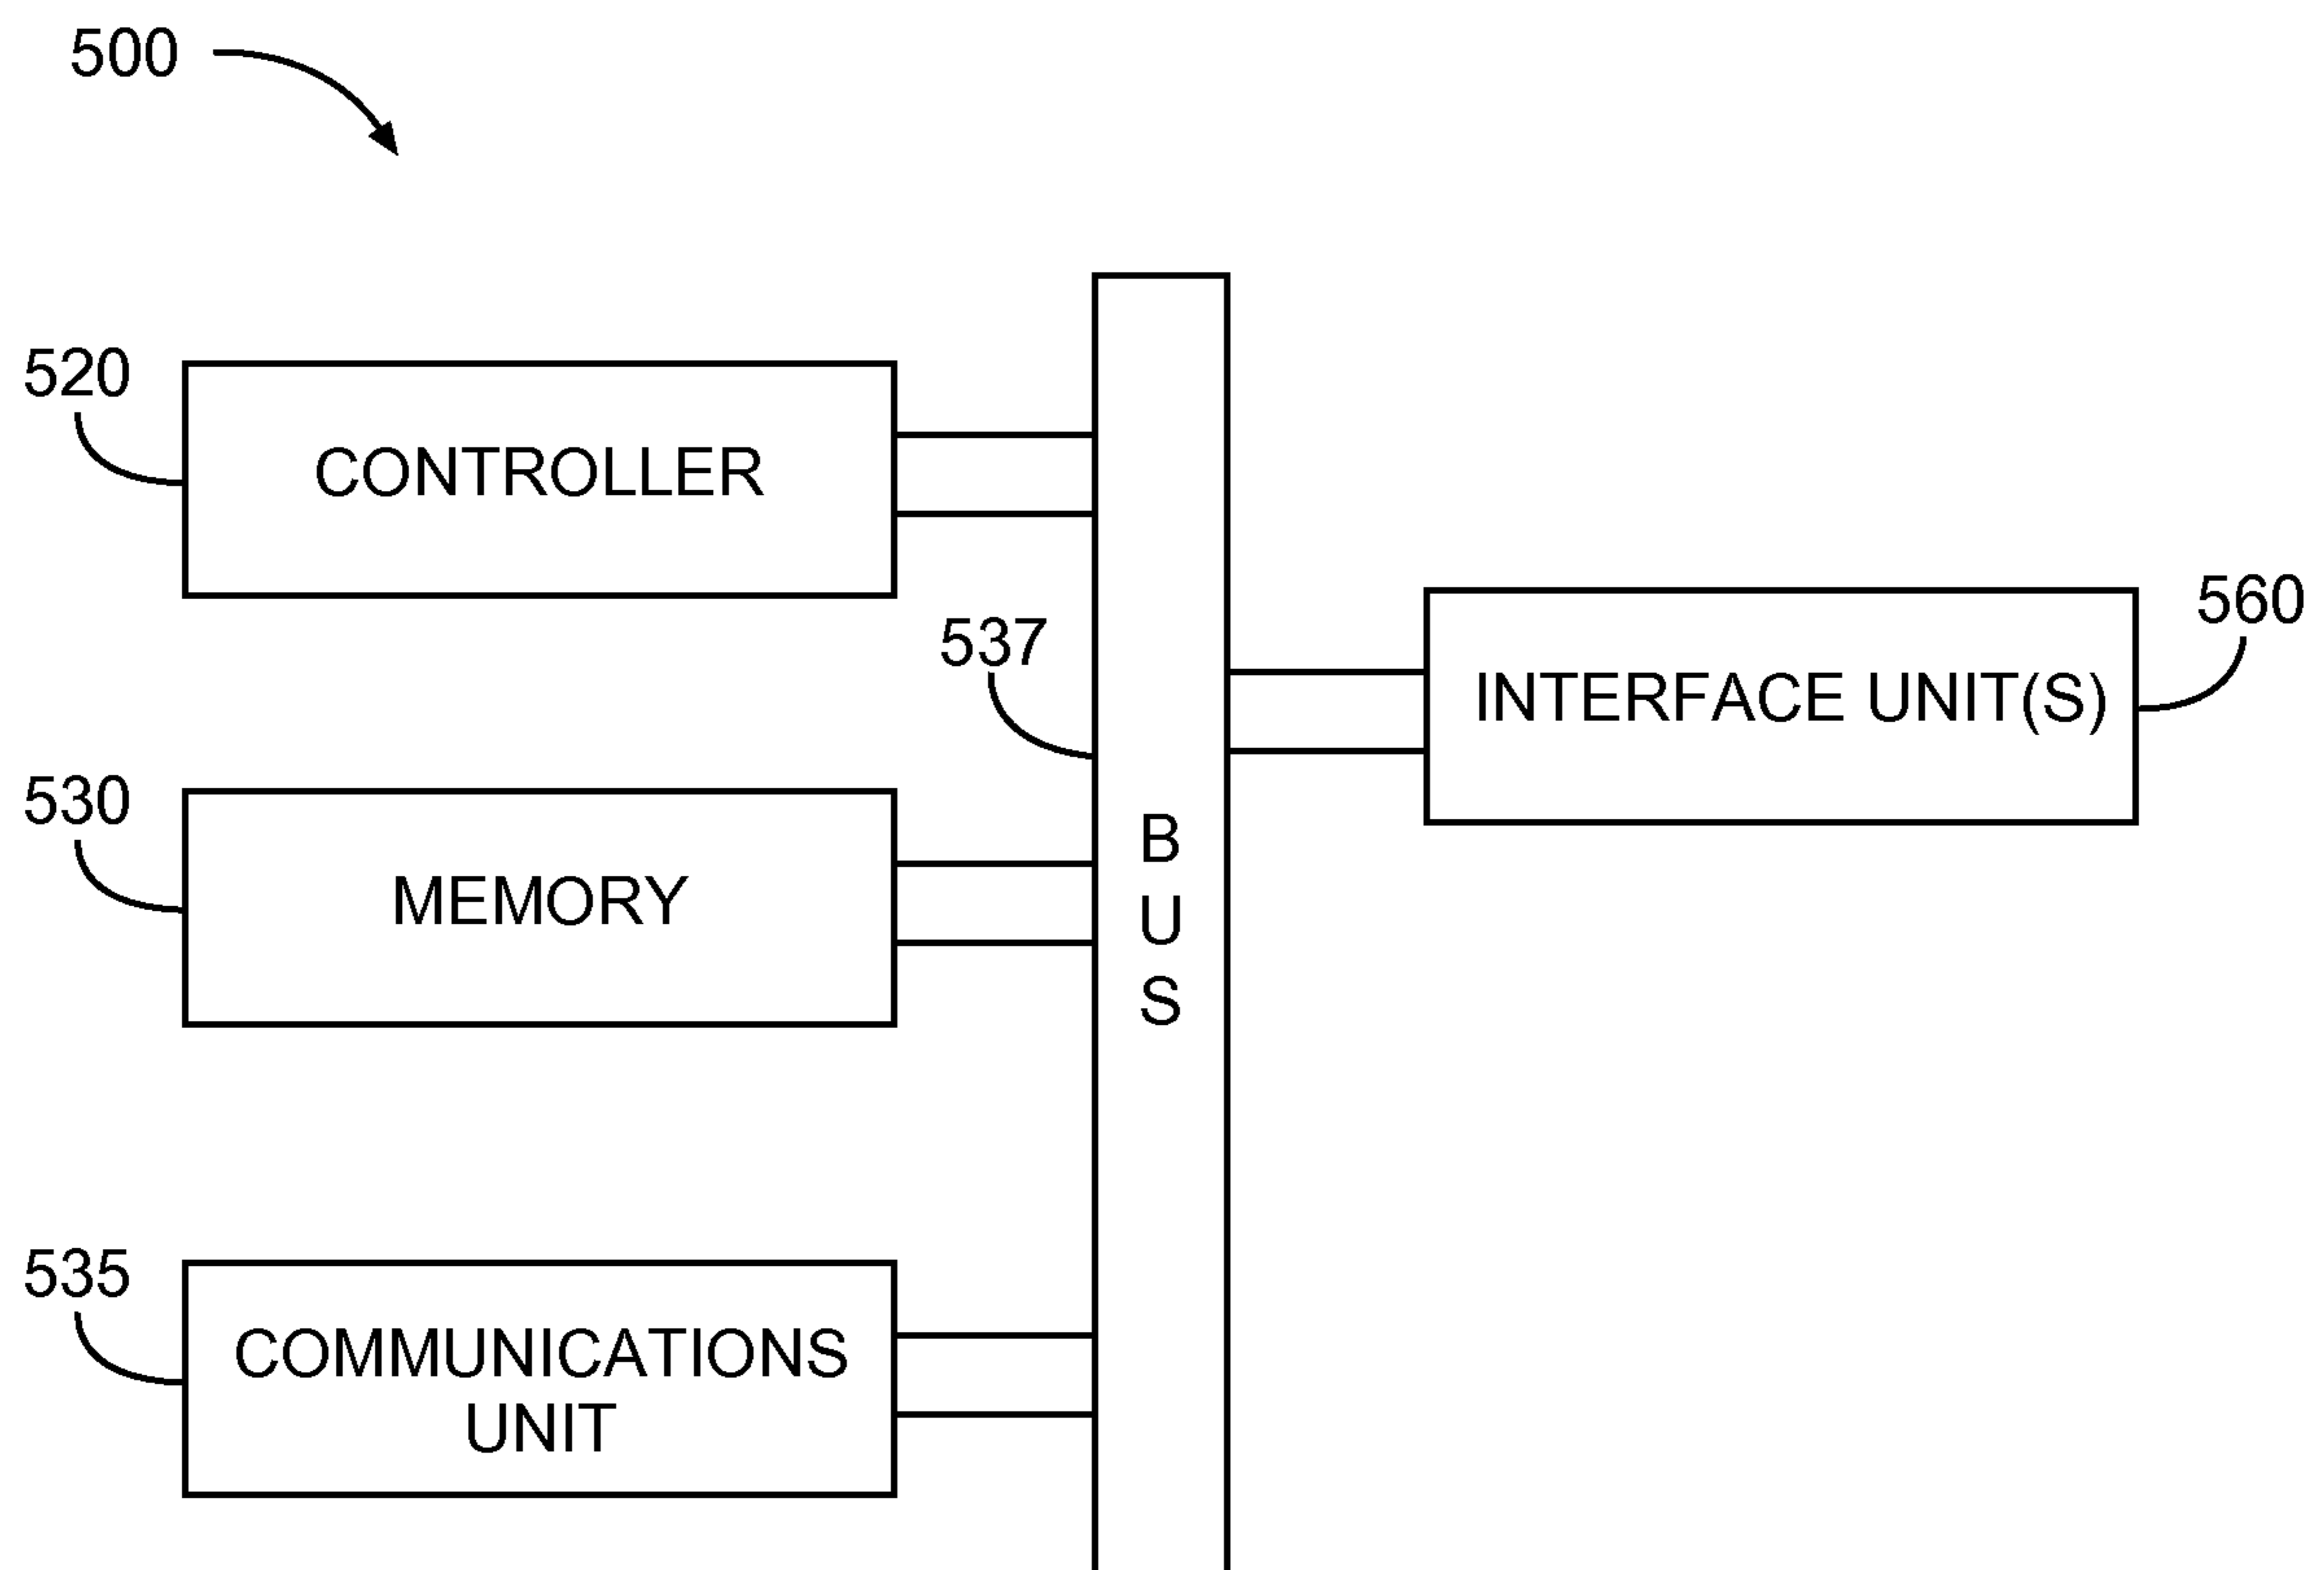 500
520
CONTROLLER
537
560
INTERFACE UNIT(S)
530
MEMORY
B
U
S
535
COMMUNICATIONS
UNIT